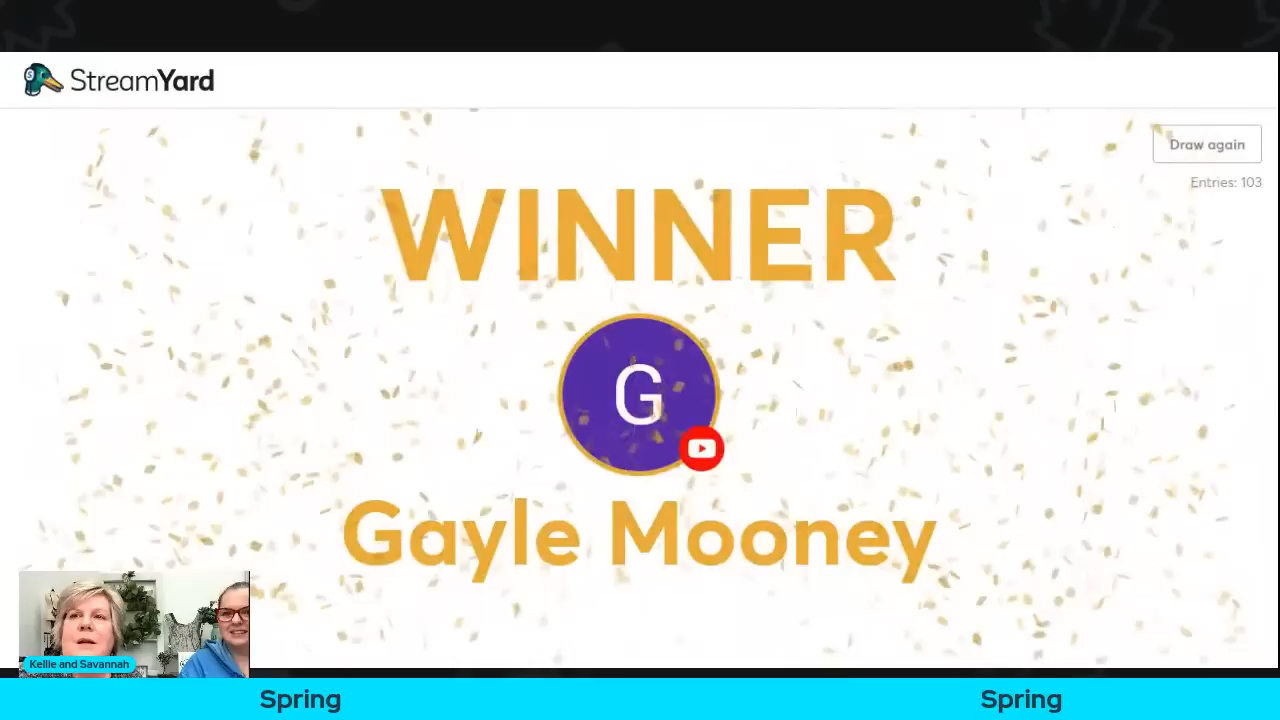 StreamYard
Draw again
Entries: 103
WINNER
G
Gayle Mooney
Kellie and Savannah
Spring Spring